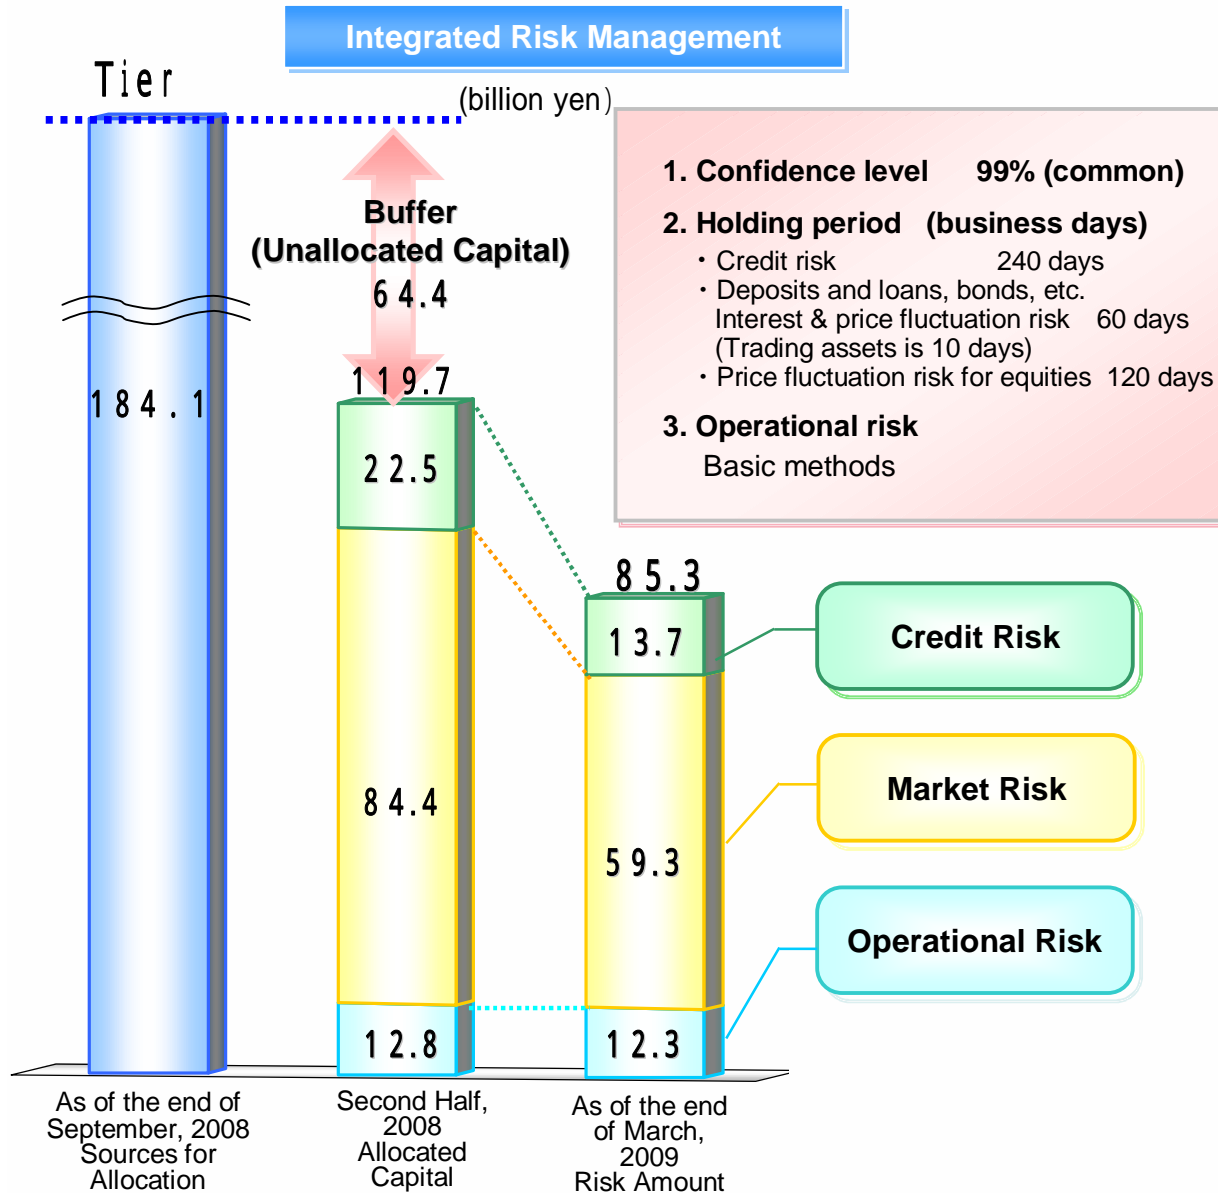 Integrated Risk Management
Tier
(billion yen)
1. Confidence level 99% (common)
2. Holding period (business days)
・Credit risk 240 days
・Deposits and loans, bonds, etc.
Interest & price fluctuation risk 60 days
(Trading assets is 10 days)
・Price fluctuation risk for equities 120 days
3. Operational risk
Basic methods
Buffer
(Unallocated Capital)
64.4
184.1
119.7
22.5
84.4
12.8
85.3
13.7
59.3
12.3
Credit Risk
Market Risk
Operational Risk
As of the end of
September, 2008
Sources for
Allocation
Second Half,
2008
Allocated
Capital
As of the end
of March,
2009
Risk Amount